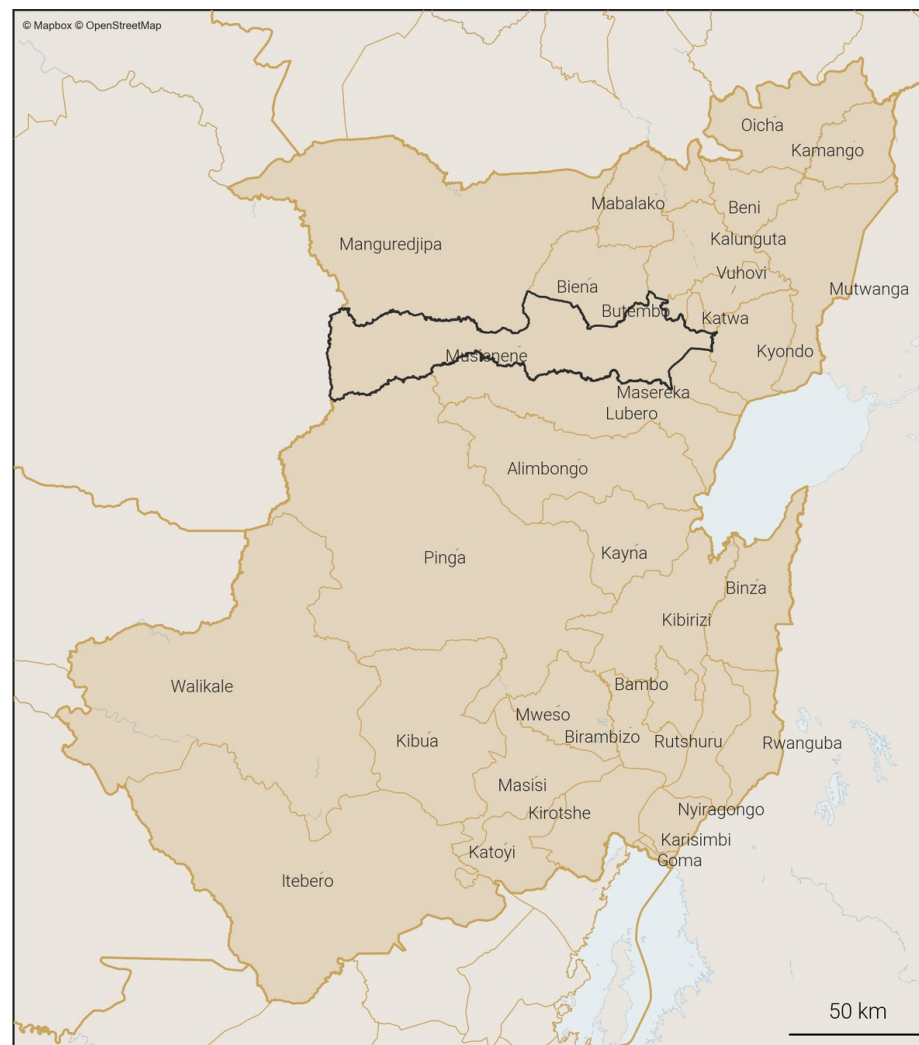 © Mapbox © OpenStreetMap
Oicha
Kamango
Mabalako
Beni
Manguredjipa
Kalunguta
Vuhovi
Biena
Mutwanga
Butembo
Katwa
Musienene
Kyondo
Masereka
Lubero
Alimbongo
Kayna
Pinga
Binza
Kibirizi
Walikale
Bambo
Mweso
Birambizo
Kibua
Rutshuru
Rwanguba
Masisi
Nyiragongo
Kirotshe
Karisimbi
Katoyi
Goma
Itebero
50 km